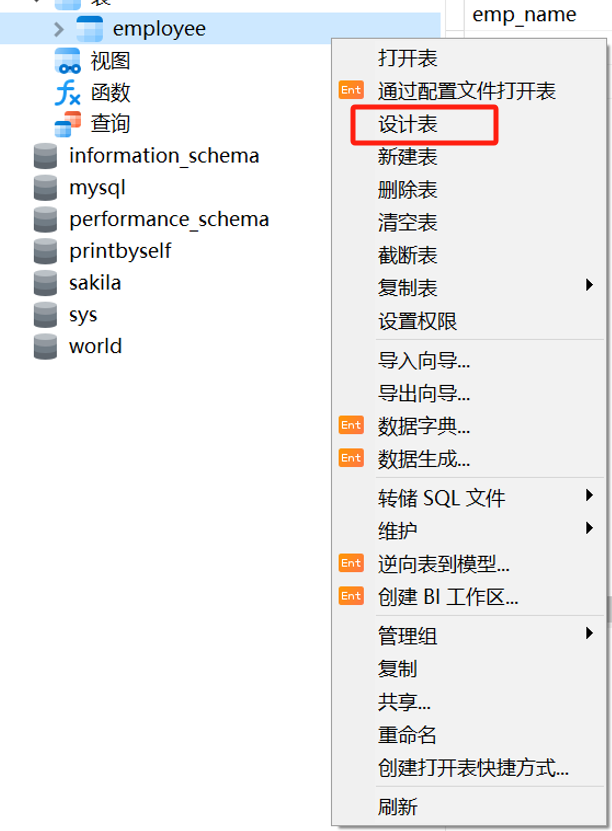 表
employee
视图
函数
查询
information_schema
mysql
performance_schema
printbyself
sakila
sys
world
emp_name
打开表
Ent 通过配置文件打开表
设计表
新建表
删除表
清空表
截断表
复制表
设置权限
导入向导...
导出向导...
Ent 数据字典...
Ent 数据生成...
转储 SQL 文件
维护
Ent 逆向表到模型...
Ent 创建 BI 工作区...
管理组
复制
共享...
重命名
创建打开表快捷方式...
刷新